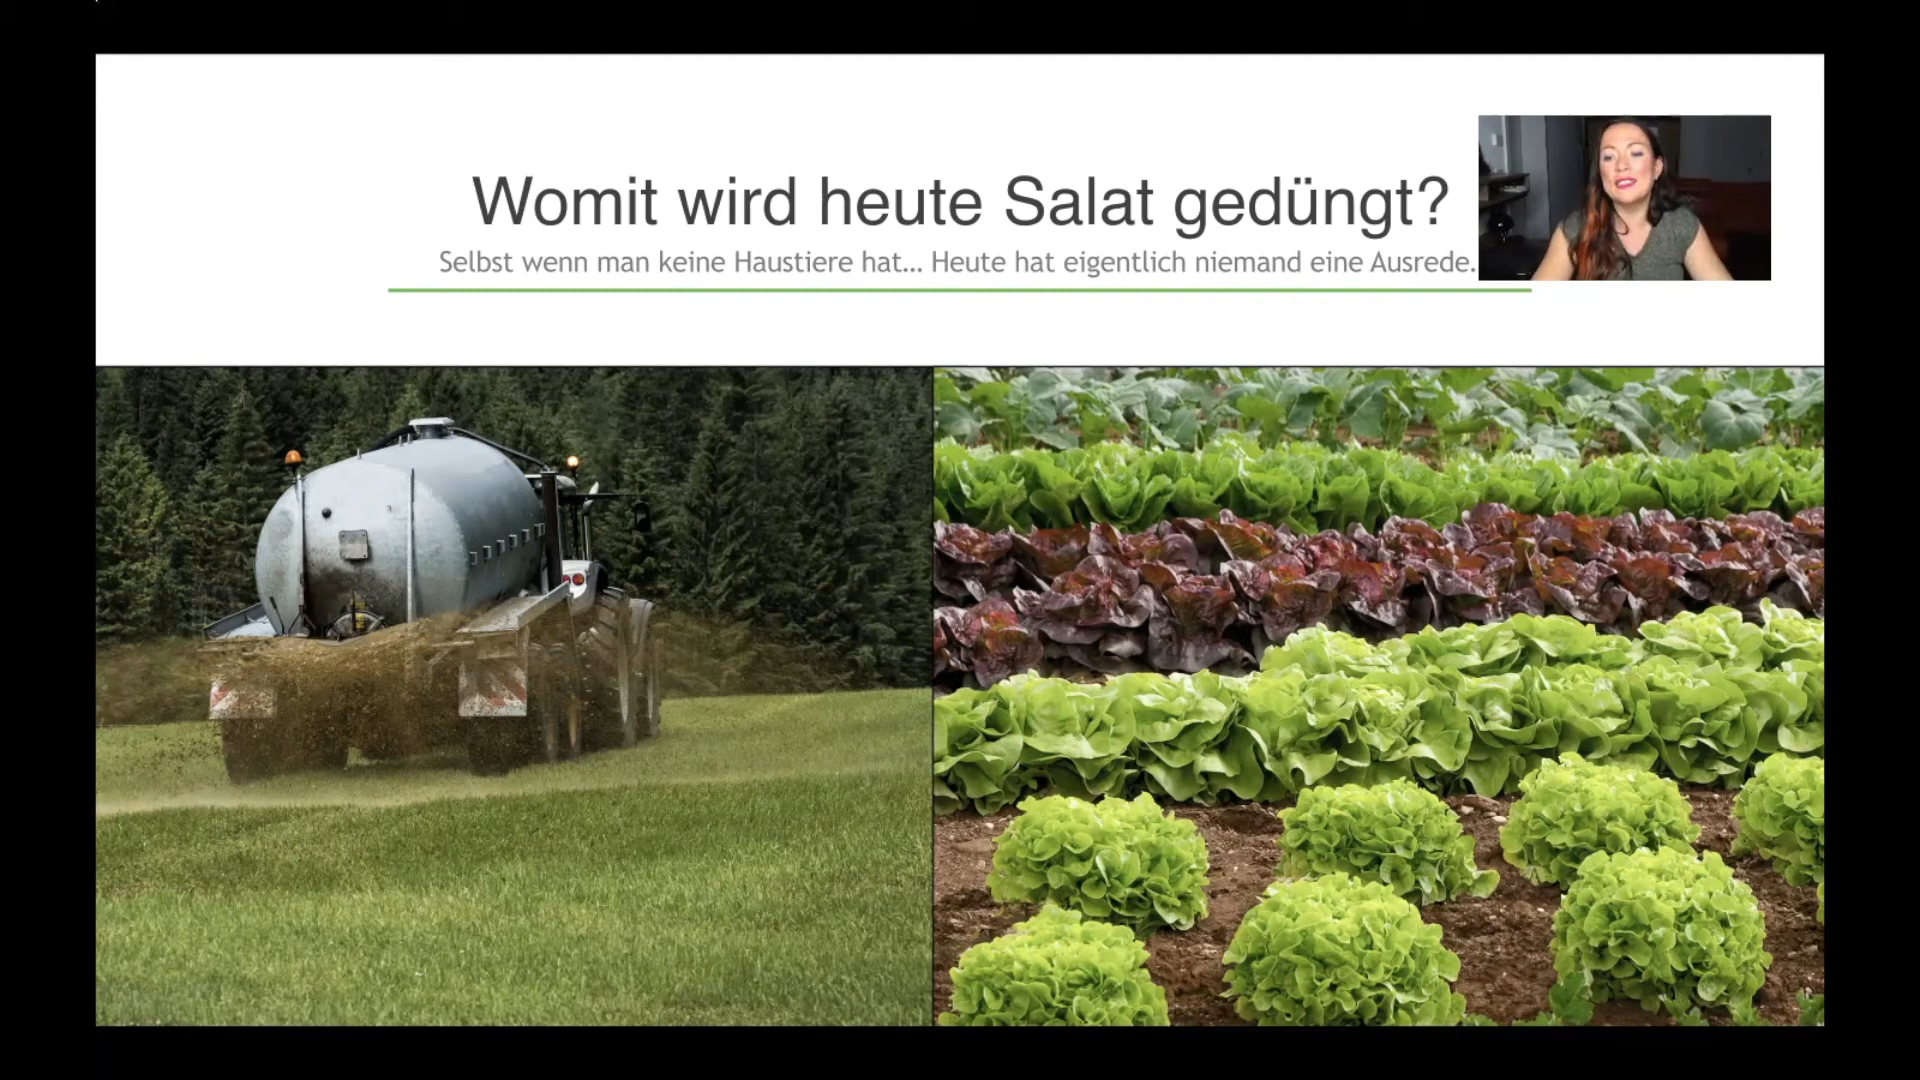 Womit wird heute Salat gedüngt?
Selbst wenn man keine Haustiere hat... Heute hat eigentlich niemand eine Ausrede.